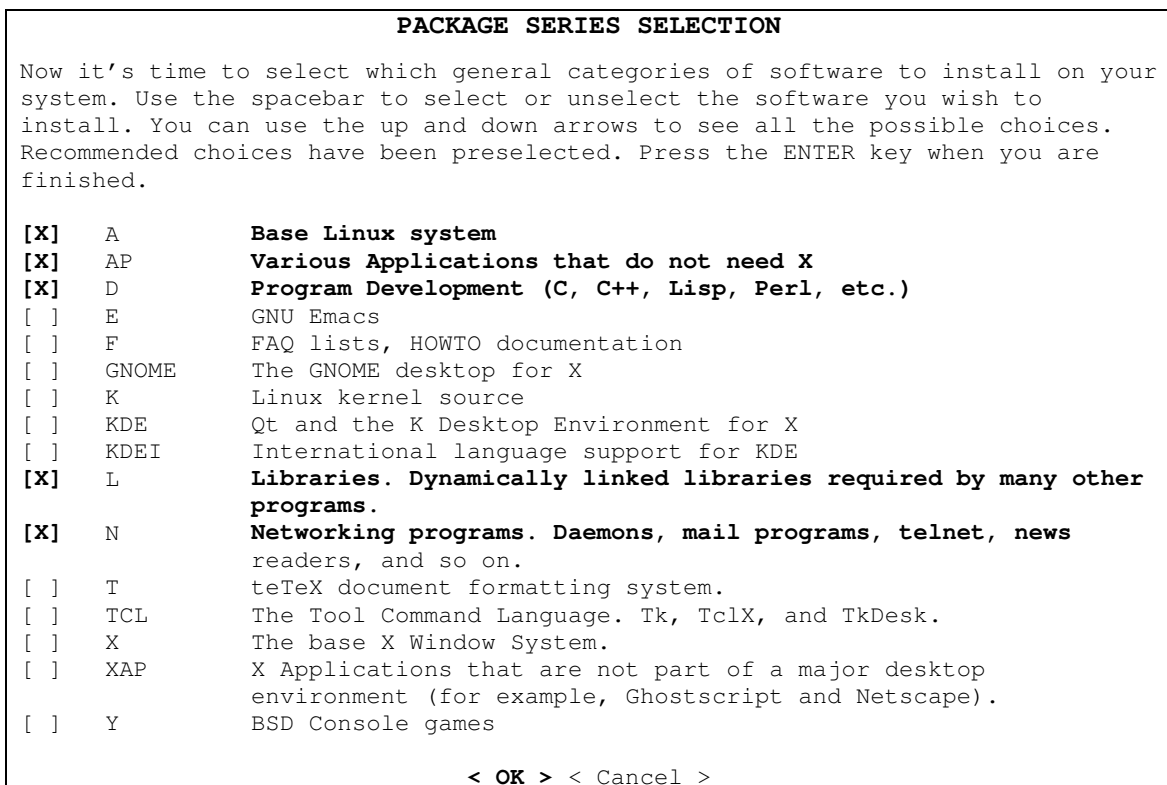 PACKAGE SERIES SELECTION
Now it's time to select which general categories of software to install on your
system. Use the spacebar to select or unselect the software you wish to
install. You can use the up and down arrows to see all the possible choices.
Recommended choices have been preselected. Press the ENTER key when you are
finished.
[X] A Base Linux system
[X] AP Various Applications that do not need X
[X] D Program Development (C, C++, Lisp, Perl, etc.)
[ ] E GNU Emacs
[ ] F FAQ lists, HOWTO documentation
[ ] GNOME The GNOME desktop for X
[ ] K Linux kernel source
[ ] KDE Qt and the K Desktop Environment for X
[ ] KDEI International language support for KDE
[X] L Libraries. Dynamically linked libraries required by many other
programs.
[X] N Networking programs. Daemons, mail programs, telnet, news
readers, and so on.
[ ] T teTeX document formatting system.
[ ] TCL The Tool Command Language. Tk, TclX, and TkDesk.
[ ] X The base X Window System.
[ ] XAP X Applications that are not part of a major desktop
environment (for example, Ghostscript and Netscape).
[ ] Y BSD Console games
< OK > < Cancel >